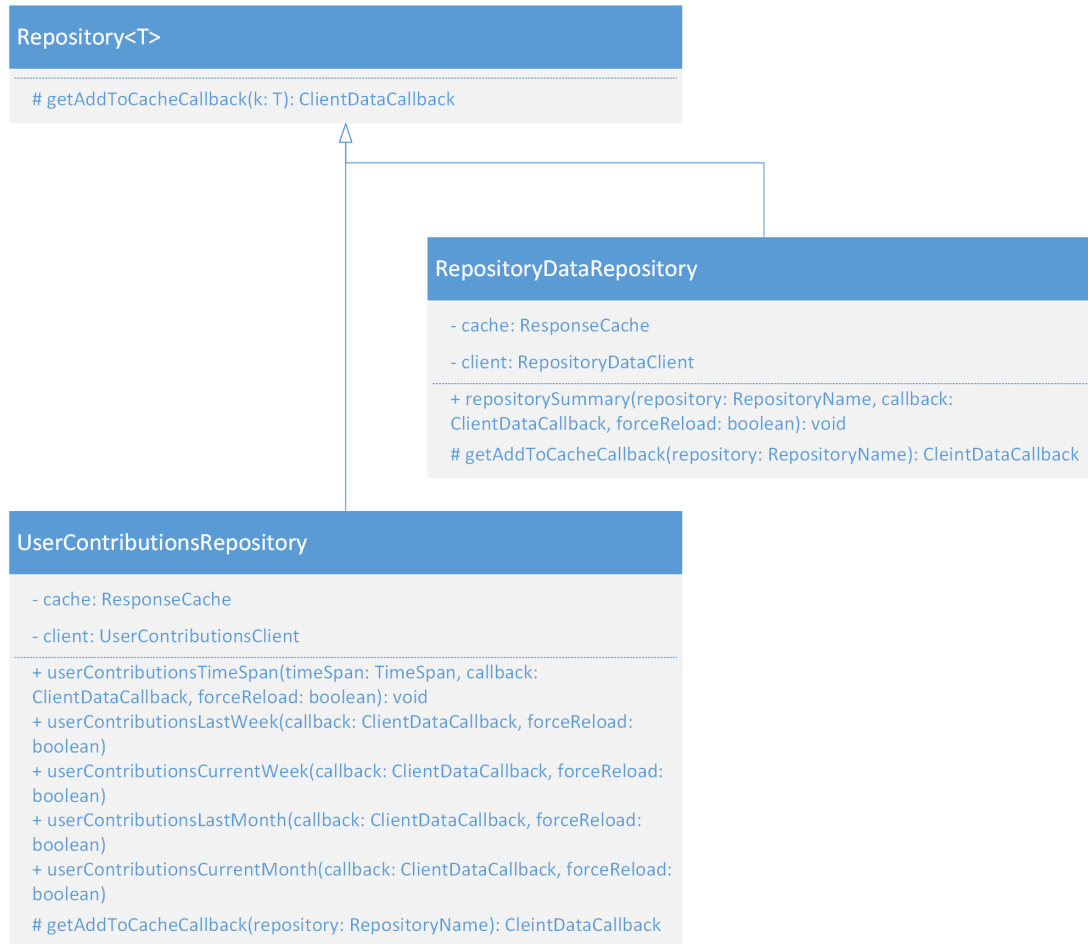 Repository<T>
# getAddToCacheCallback(k: T): ClientDataCallback
RepositoryDataRepository
- cache: ResponseCache
- client: RepositoryDataClient
+ repositorySummary(repository: RepositoryName, callback:
ClientDataCallback, forceReload: boolean): void
# getAddToCacheCallback(repository: RepositoryName): CleintDataCallback
UserContributionsRepository
- cache: ResponseCache
- client: UserContributionsClient
+ userContributionsTimeSpan(timeSpan: TimeSpan, callback:
ClientDataCallback, forceReload: boolean): void
+ userContributionsLastWeek(callback: ClientDataCallback, forceReload:
boolean)
+ userContributionsCurrentWeek(callback: ClientDataCallback, forceReload:
boolean)
+ userContributionsLastMonth(callback: ClientDataCallback, forceReload:
boolean)
+ userContributionsCurrentMonth(callback: ClientDataCallback, forceReload:
boolean)
# getAddToCacheCallback(repository: RepositoryName): CleintDataCallback